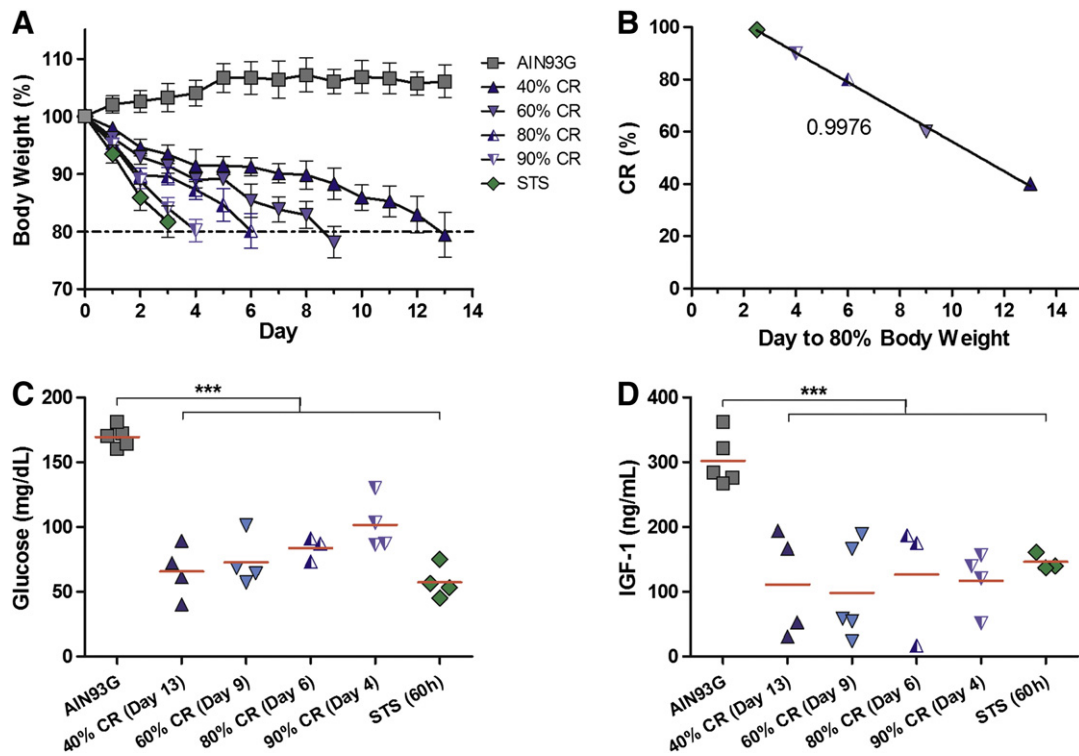 A
Body Weight (%)
110
100
90
80
70
0 2 4 6 8 10 12 14
Day
AIN93G
40% CR
60% CR
80% CR
90% CR
STS
B
CR (%)
100
80
60
40
20
0
0.9976
0 2 4 6 8 10 12 14
Day to 80% Body Weight
C
Glucose (mg/dL)
200
150
100
50
0
***
AIN93G
40% CR (Day 13)
60% CR (Day 9)
80% CR (Day 6)
90% CR (Day 4)
STS (60h)
D
IGF-1 (ng/mL)
400
300
200
100
0
***
AIN93G
40% CR (Day 13)
60% CR (Day 9)
80% CR (Day 6)
90% CR (Day 4)
STS (60h)